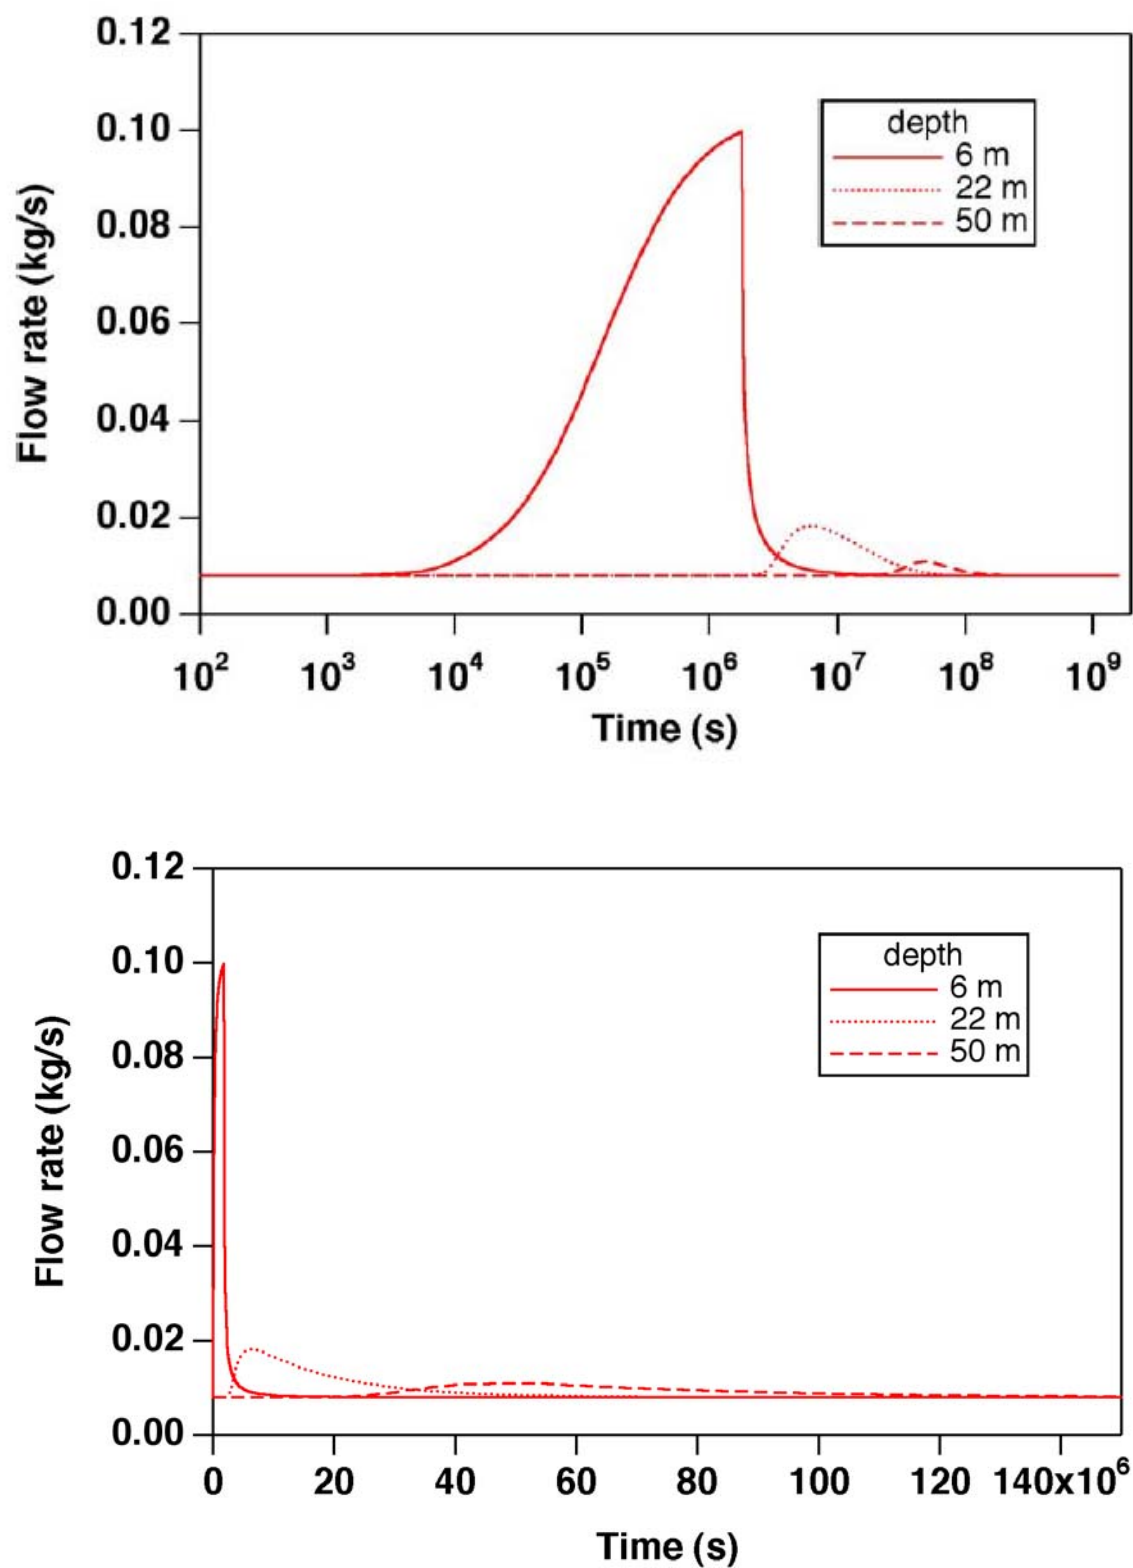 0.12
0.10
0.08
0.06
0.04
0.02
0.00
Flow rate (kg/s)
depth
6 m
22 m
50 m
10² 10³ 10⁴ 10⁵ 10⁶ 10⁷ 10⁸ 10⁹
Time (s)
0.12
0.10
0.08
0.06
0.04
0.02
0.00
Flow rate (kg/s)
depth
6 m
22 m
50 m
0 20 40 60 80 100 120 140x10⁶
Time (s)